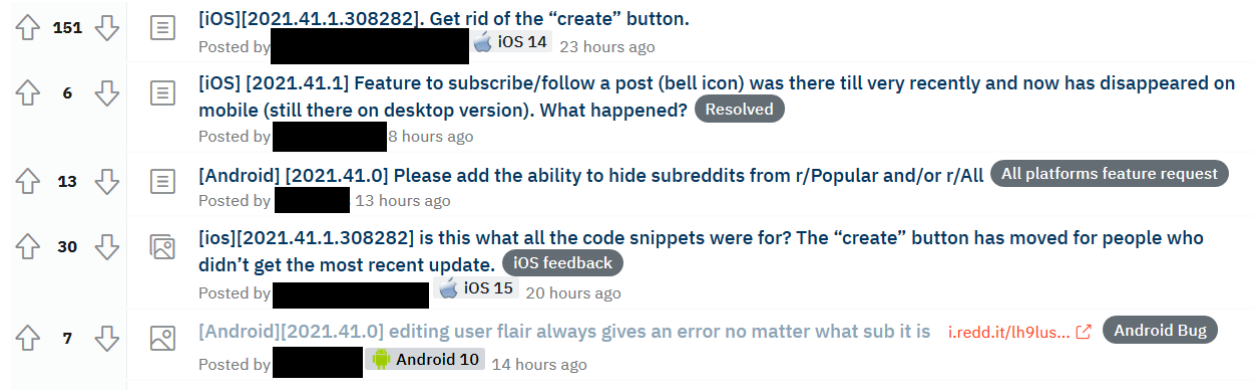 151
[iOS][2021.41.1.308282]. Get rid of the “create” button.
Posted by iOS 14 23 hours ago
6
[iOS] [2021.41.1] Feature to subscribe/follow a post (bell icon) was there till very recently and now has disappeared on
mobile (still there on desktop version). What happened? Resolved
Posted by 8 hours ago
13
[Android] [2021.41.0] Please add the ability to hide subreddits from r/Popular and/or r/All All platforms feature request
Posted by 13 hours ago
30
[ios][2021.41.1.308282] is this what all the code snippets were for? The “create” button has moved for people who
didn’t get the most recent update. iOS feedback
Posted by iOS 15 20 hours ago
7
[Android][2021.41.0] editing user flair always gives an error no matter what sub it is i.redd.it/lh9lus... Android Bug
Posted by Android 10 14 hours ago